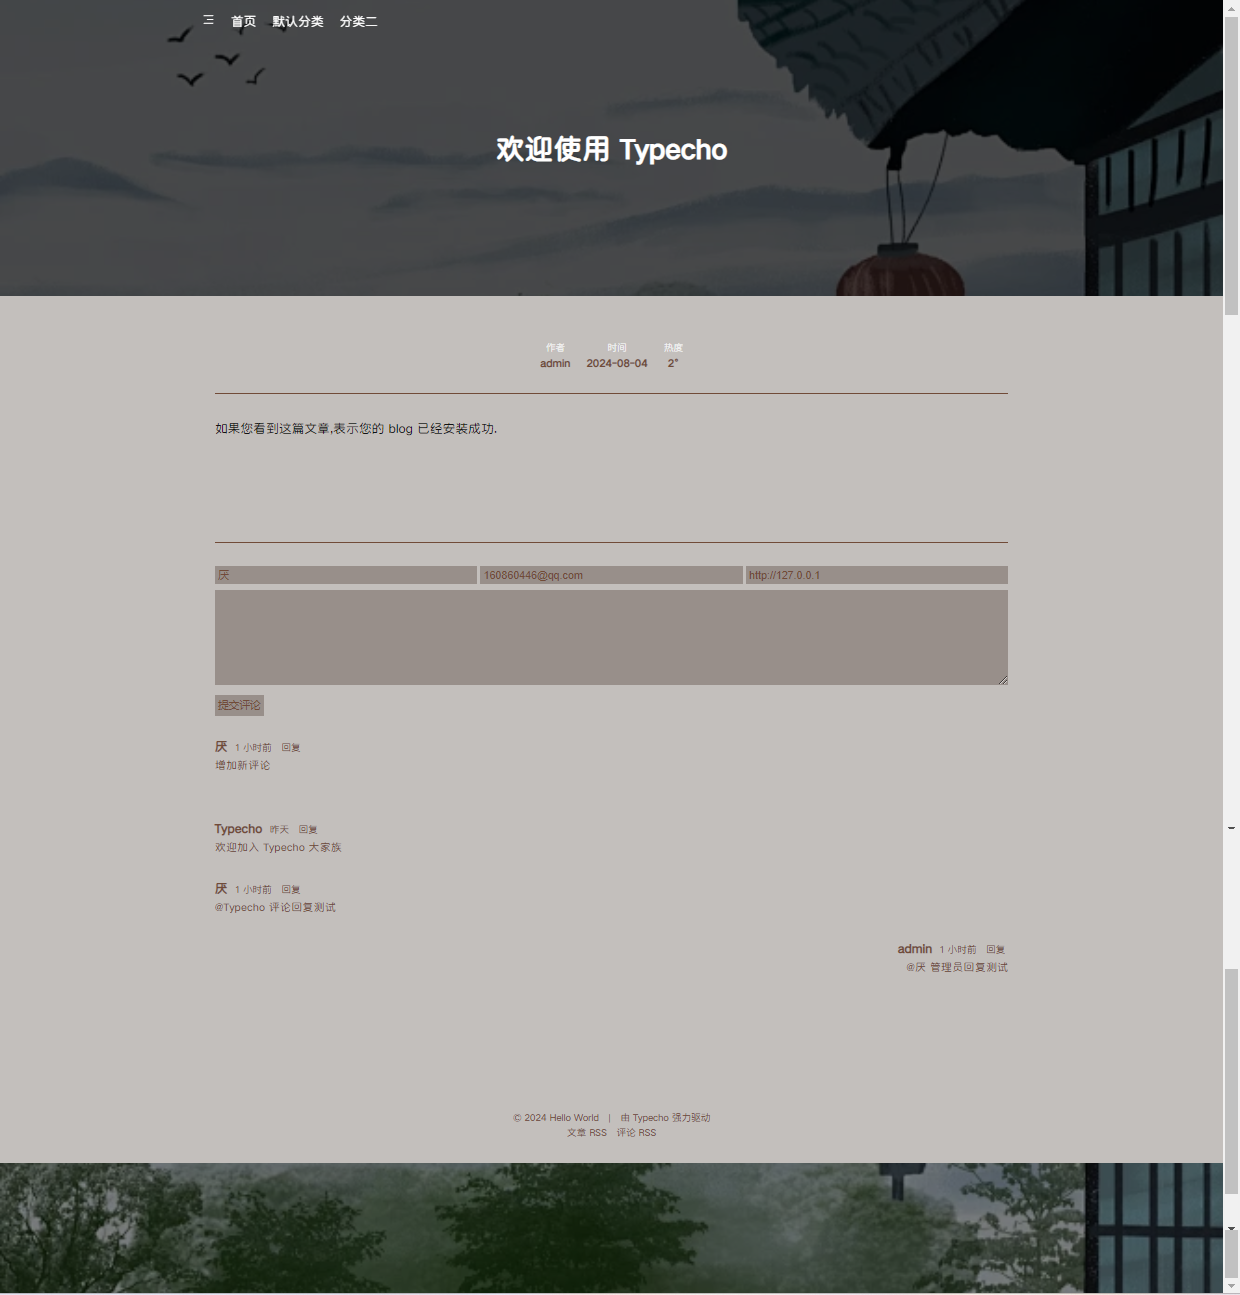 首页 默认分类 分类二
欢迎使用 Typecho
作者 时间 热度
admin 2024-08-04 2°
如果您看到这篇文章,表示您的 blog 已经安装成功.
厌 160860446@qq.com http://127.0.0.1
提交评论
厌 1 小时前 回复
增加新评论
Typecho 昨天 回复
欢迎加入 Typecho 大家族
厌 1 小时前 回复
@Typecho 评论回复测试
admin 1 小时前 回复
@厌 管理员回复测试
© 2024 Hello World | 由 Typecho 强力驱动
文章 RSS 评论 RSS